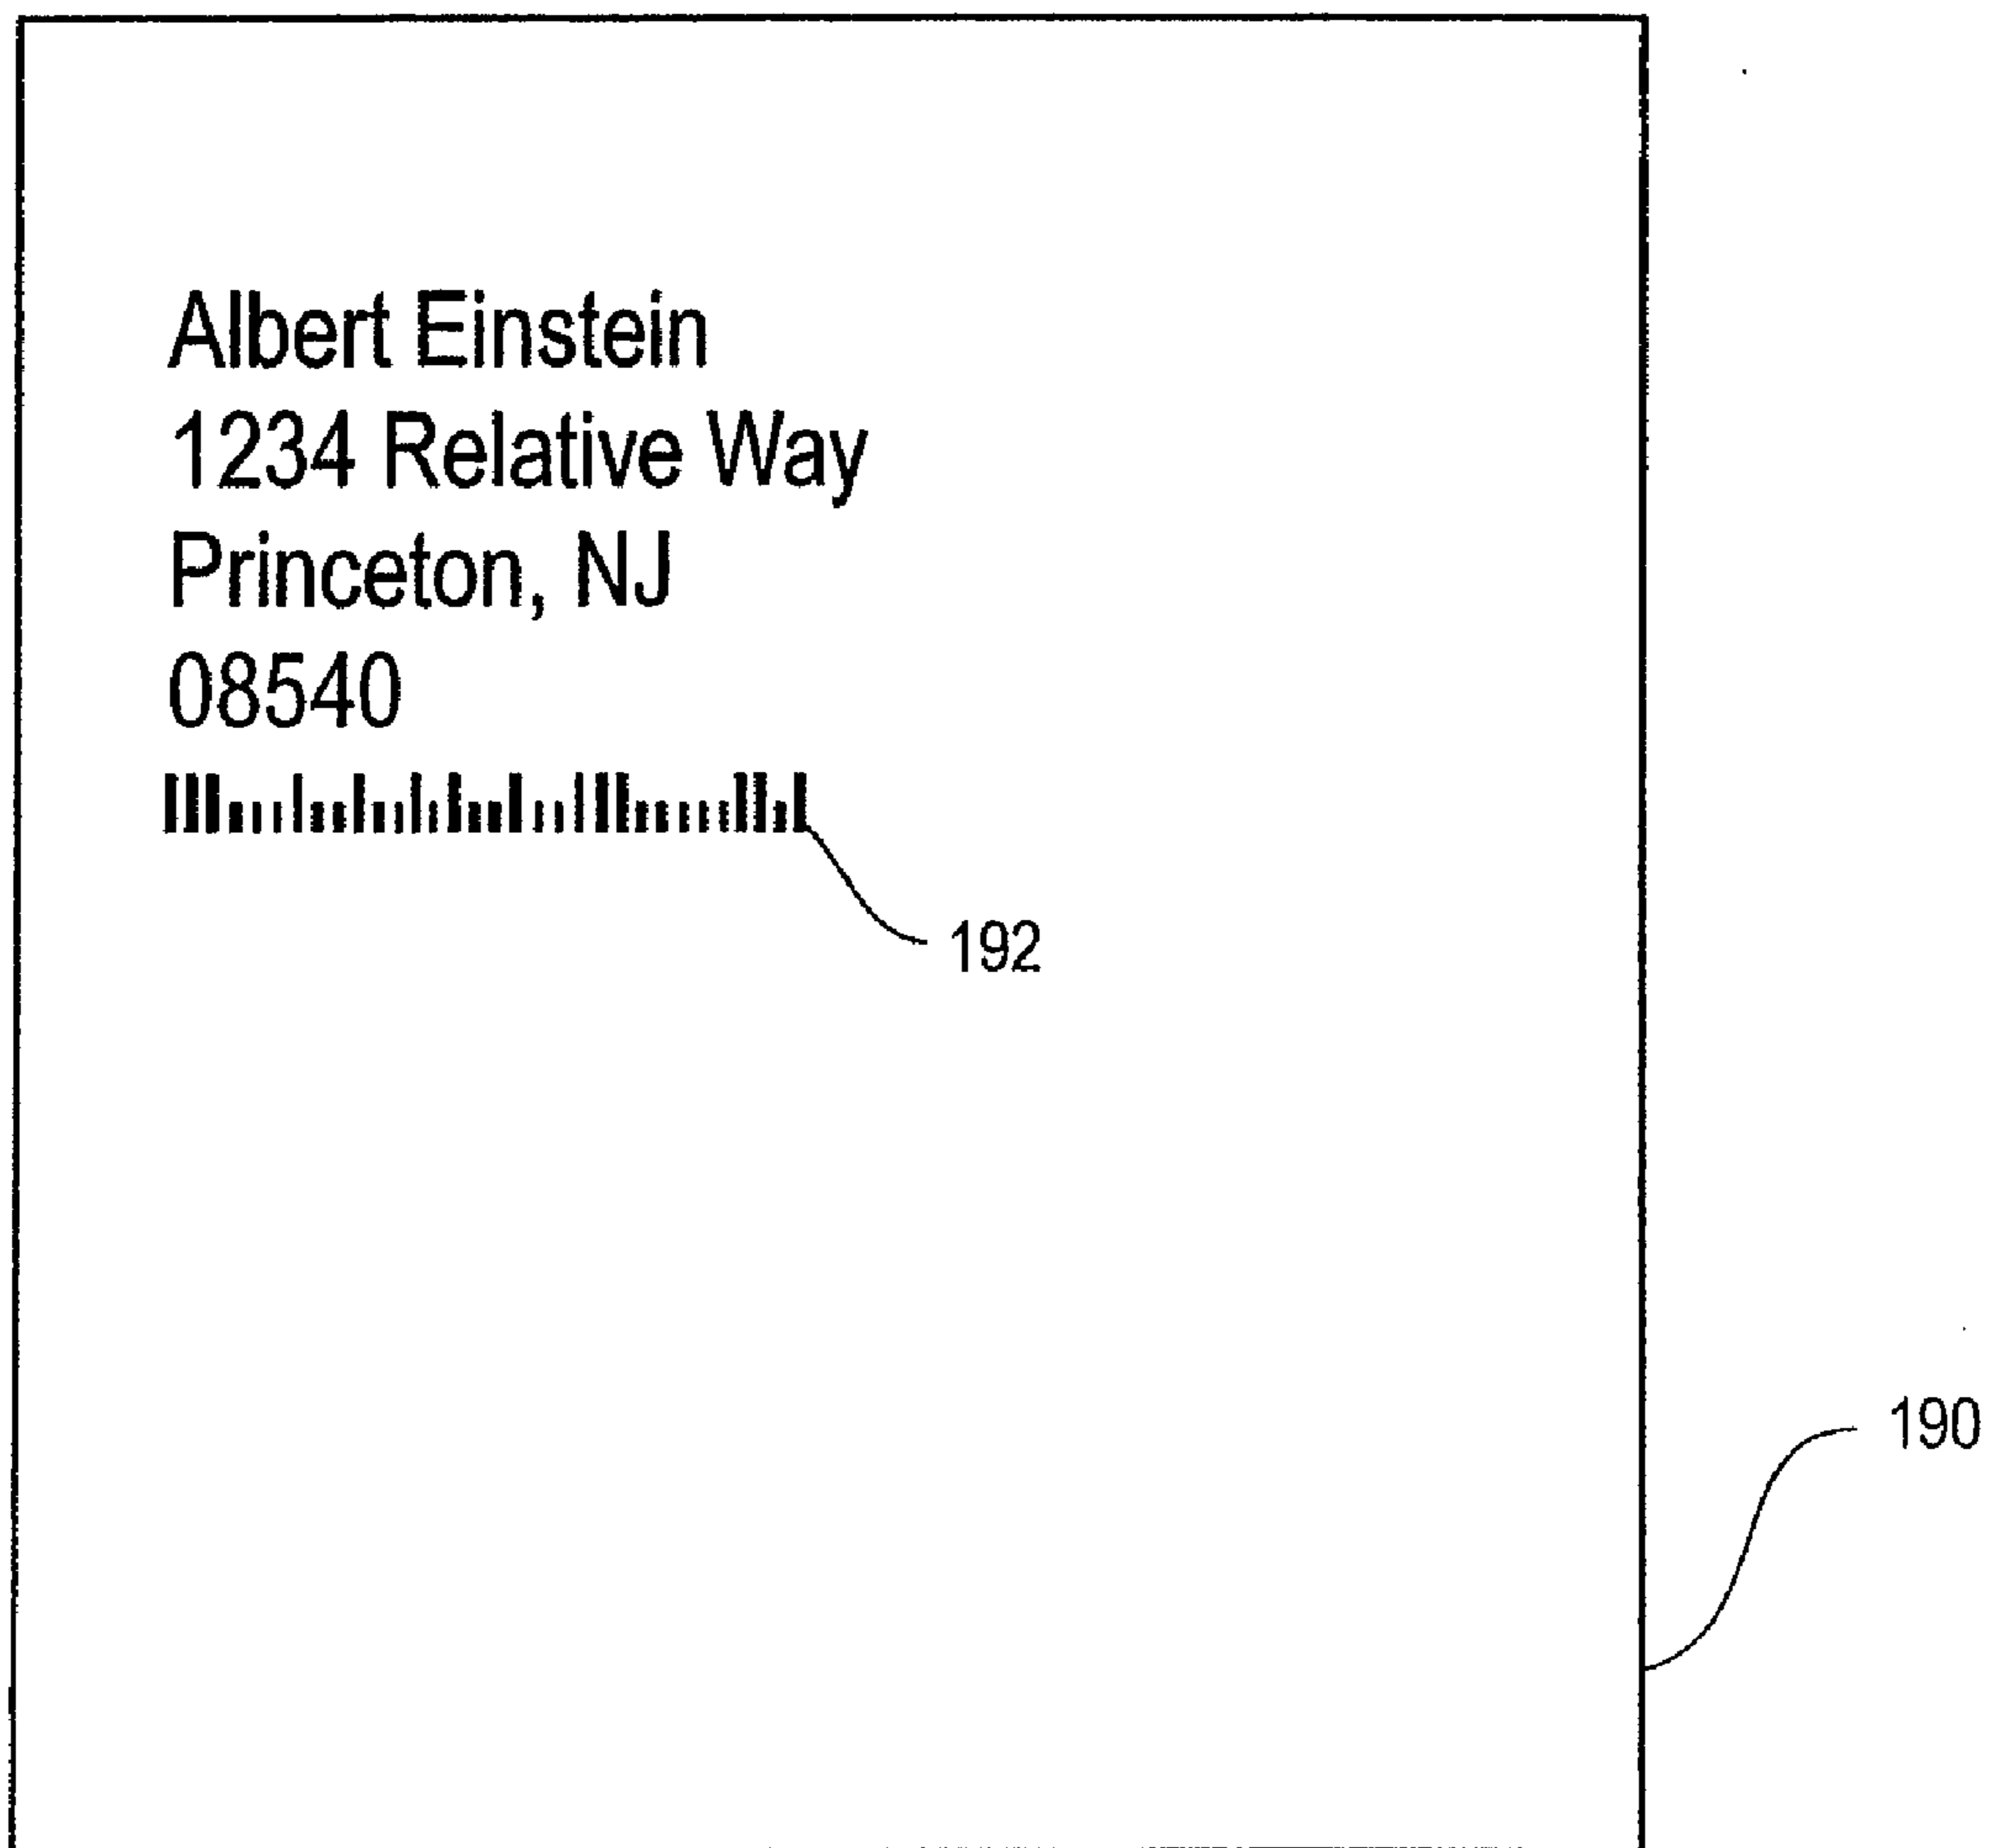 Albert Einstein
1234 Relative Way
Princeton, NJ
08540
192
190